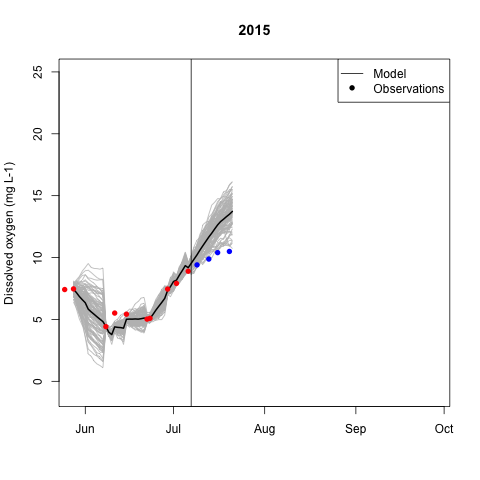 2015
Model
Observations
Dissolved oxygen (mg L-1)
25
20
15
10
5
0
Jun
Jul
Aug
Sep
Oct